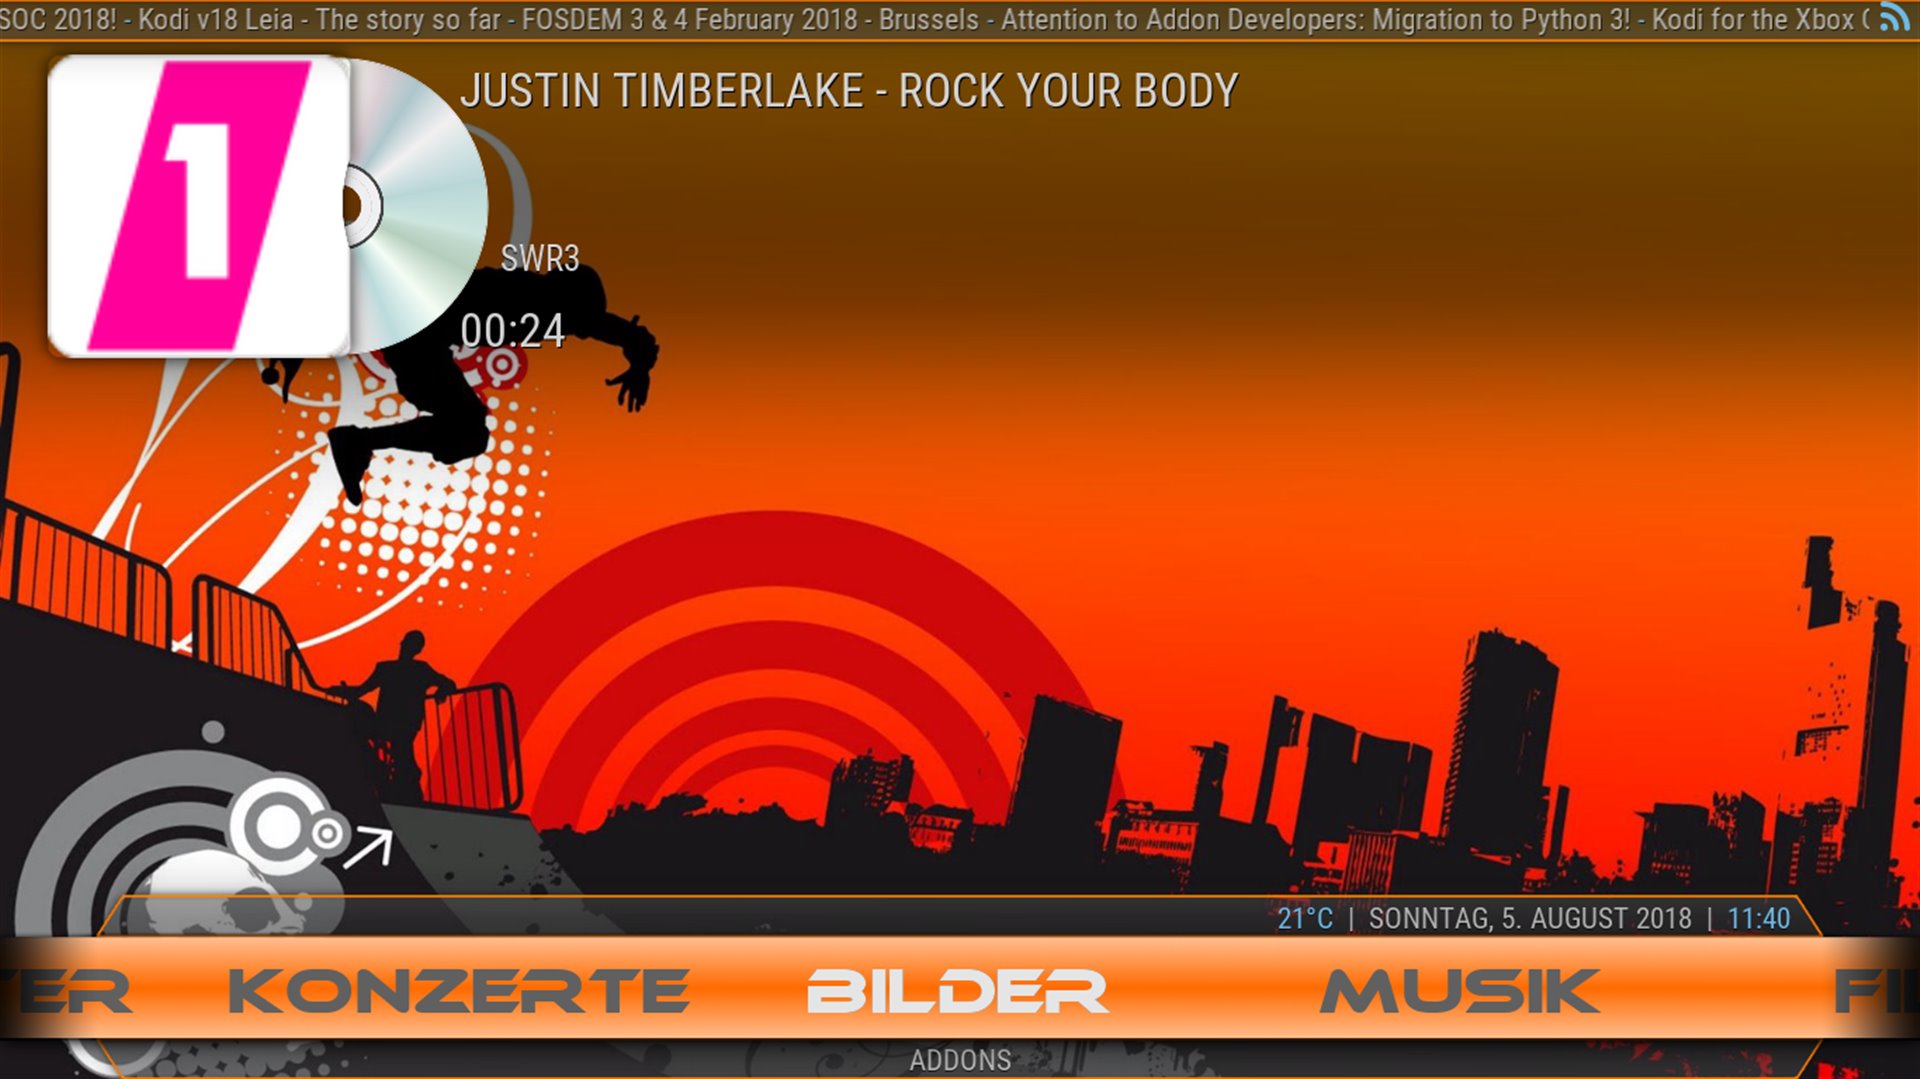 SOC 2018! - Kodi v18 Leia - The story so far - FOSDEM 3 & 4 February 2018 - Brussels - Attention to Addon Developers: Migration to Python 3! - Kodi for the Xbox
1
JUSTIN TIMBERLAKE - ROCK YOUR BODY
SWR3
00:24
21°C | SONNTAG, 5. AUGUST 2018 | 11:40
TER KONZERTE BILDER MUSIK FI
ADDONS